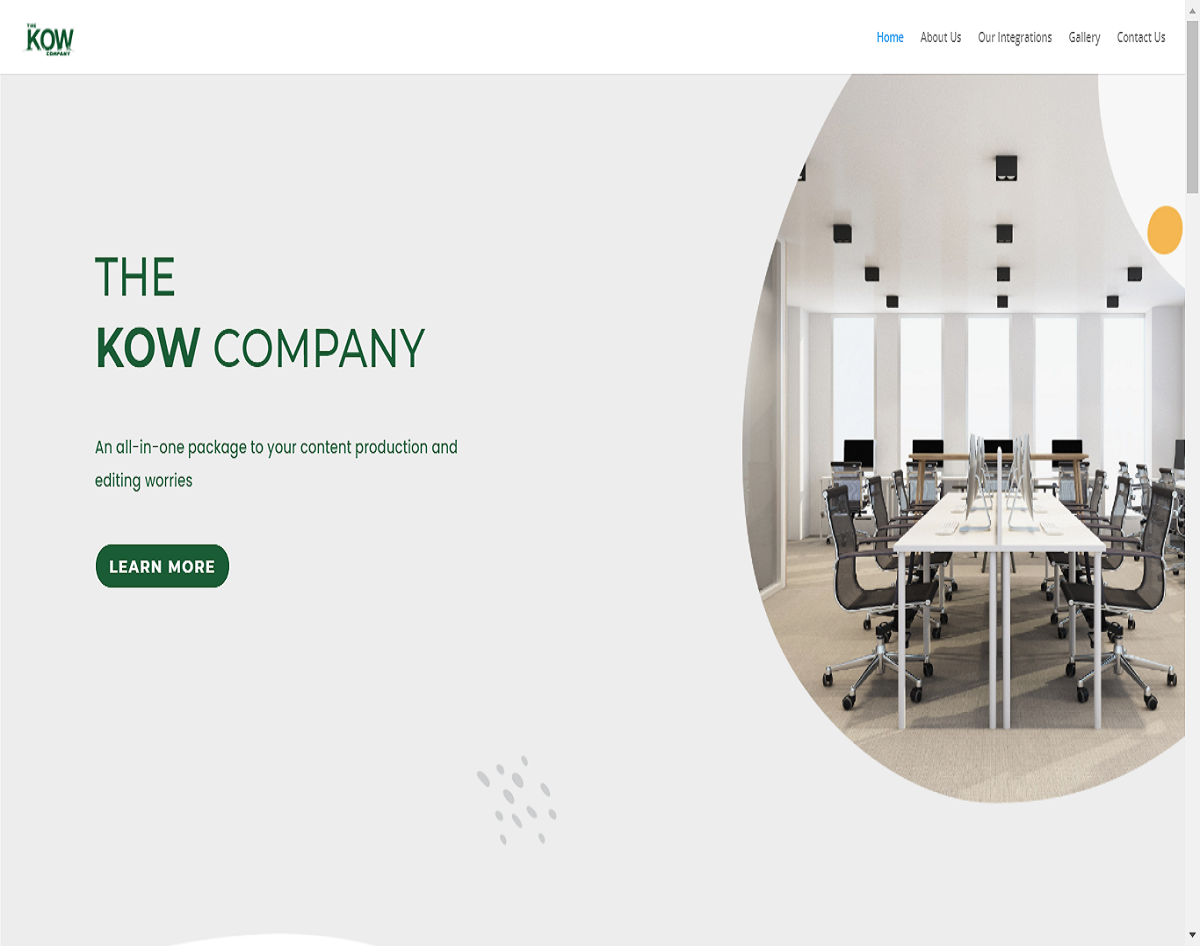 THE
KOW
COMPANY
Home About Us Our Integrations Gallery Contact Us
THE
KOW COMPANY
An all-in-one package to your content production and
editing worries
LEARN MORE